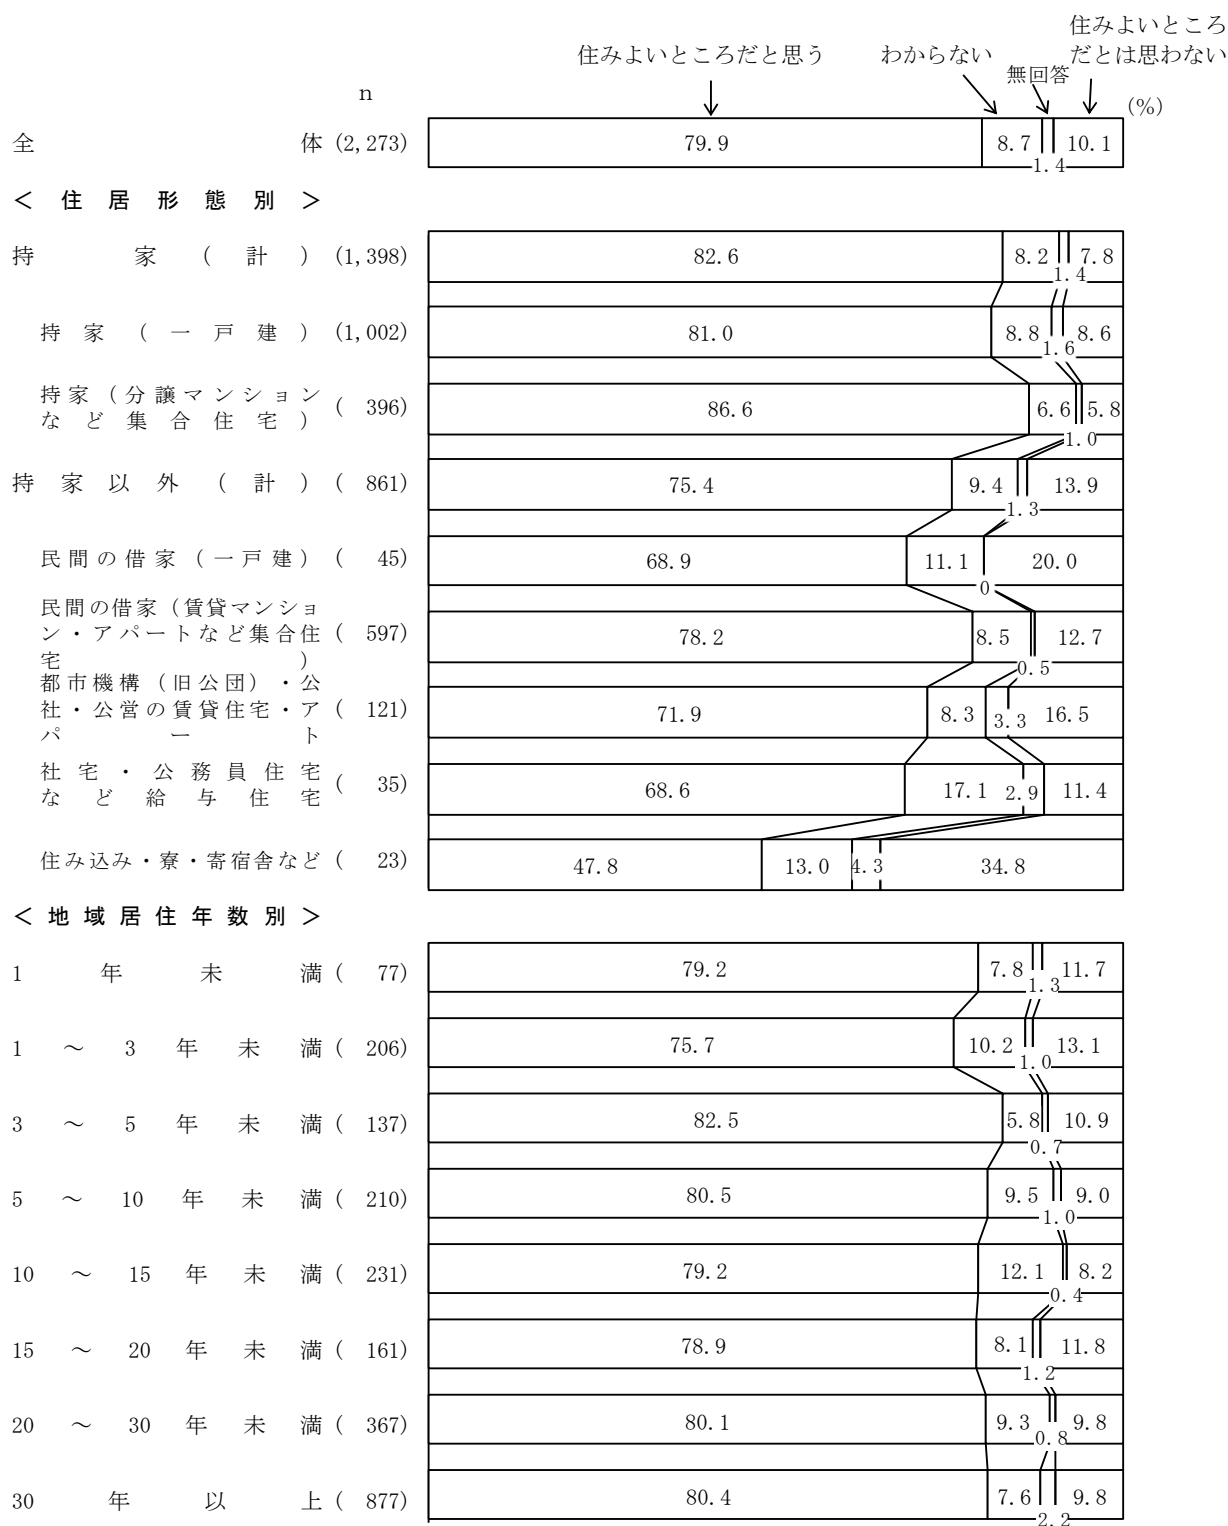 住みよいところ
住みよいところだと思う わからない だとは思わない
無回答
n
(%)
全体 (2,273) 79.9 8.7 1.4 10.1
＜住居形態別＞
持家（計） (1,398) 82.6 8.2 1.4 7.8
持家（一戸建） (1,002) 81.0 8.8 1.6 8.6
持家（分譲マンション
など集合住宅） ( 396) 86.6 6.6 1.0 5.8
持家以外（計） ( 861) 75.4 9.4 1.3 13.9
民間の借家（一戸建） ( 45) 68.9 11.1 0 20.0
民間の借家（賃貸マンショ
ン・アパートなど集合住 ( 597) 78.2 8.5 0.5 12.7
宅）
都市機構（旧公団）・公
社・公営の賃貸住宅・ア ( 121) 71.9 8.3 3.3 16.5
パート
社宅・公務員住宅
など給与住宅 ( 35) 68.6 17.1 2.9 11.4
住み込み・寮・寄宿舎など ( 23) 47.8 13.0 4.3 34.8
＜地域居住年数別＞
1年未満 ( 77) 79.2 7.8 1.3 11.7
1～3年未満 ( 206) 75.7 10.2 1.0 13.1
3～5年未満 ( 137) 82.5 5.8 0.7 10.9
5～10年未満 ( 210) 80.5 9.5 1.0 9.0
10～15年未満 ( 231) 79.2 12.1 0.4 8.2
15～20年未満 ( 161) 78.9 8.1 1.2 11.8
20～30年未満 ( 367) 80.1 9.3 0.8 9.8
30年以上 ( 877) 80.4 7.6 2.2 9.8